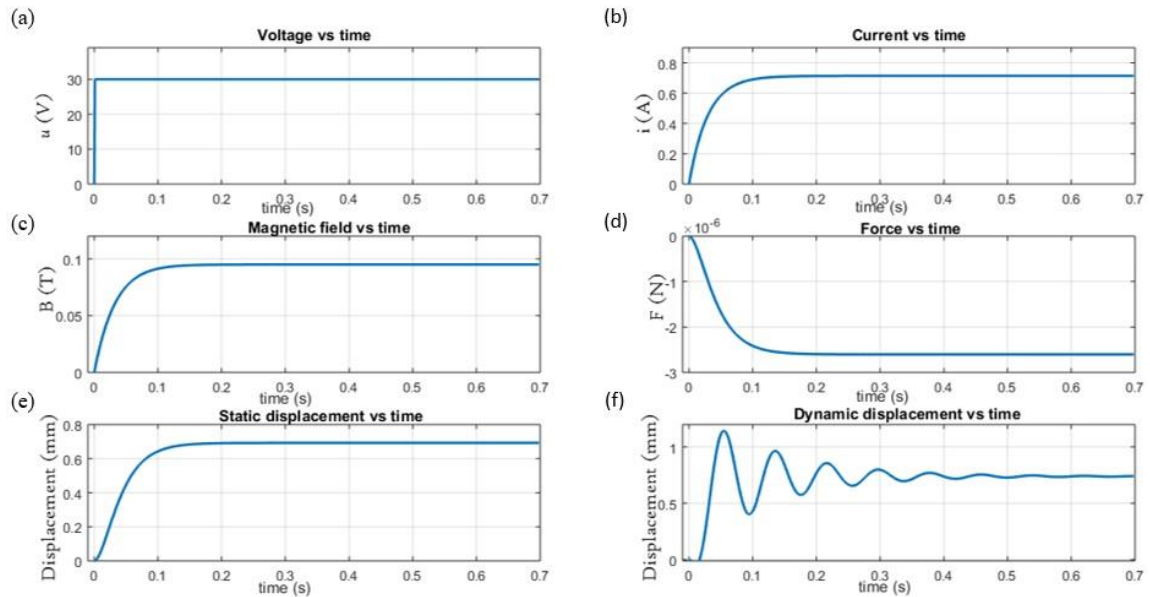 (a)
Voltage vs time
u (V)
30
20
10
0
0 0.1 0.2 0.3 0.4 0.5 0.6 0.7
time (s)
(b)
Current vs time
i (A)
0.8
0.6
0.4
0.2
0
0 0.1 0.2 0.3 0.4 0.5 0.6 0.7
time (s)
(c)
Magnetic field vs time
B (T)
0.1
0.05
0
0 0.1 0.2 0.3 0.4 0.5 0.6 0.7
time (s)
(d)
×10⁻⁶
Force vs time
F (N)
0
-1
-2
-3
0 0.1 0.2 0.3 0.4 0.5 0.6 0.7
time (s)
(e)
Static displacement vs time
Displacement (mm)
0.8
0.6
0.4
0.2
0
0 0.1 0.2 0.3 0.4 0.5 0.6 0.7
time (s)
(f)
Dynamic displacement vs time
Displacement (mm)
1
0.5
0
0 0.1 0.2 0.3 0.4 0.5 0.6 0.7
time (s)